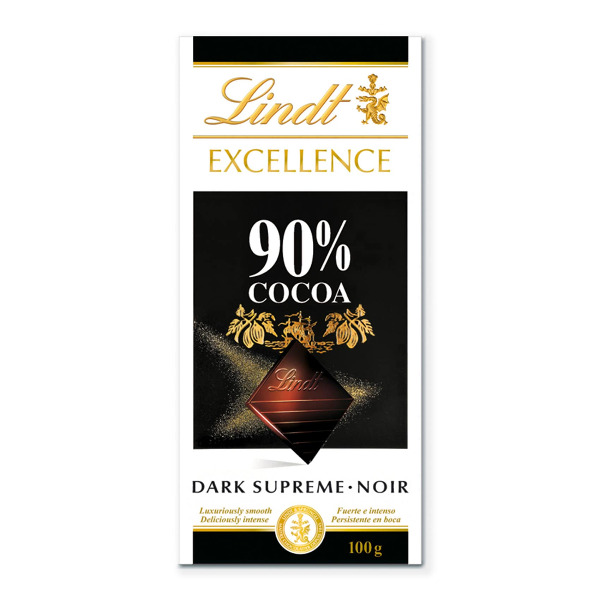 Lindt
EXCELLENCE
90%
COCOA
Lindt
DARK SUPREME · NOIR
Luxuriously smooth
Deliciously intense
Fuerte e intenso
Persistente en boca
100g